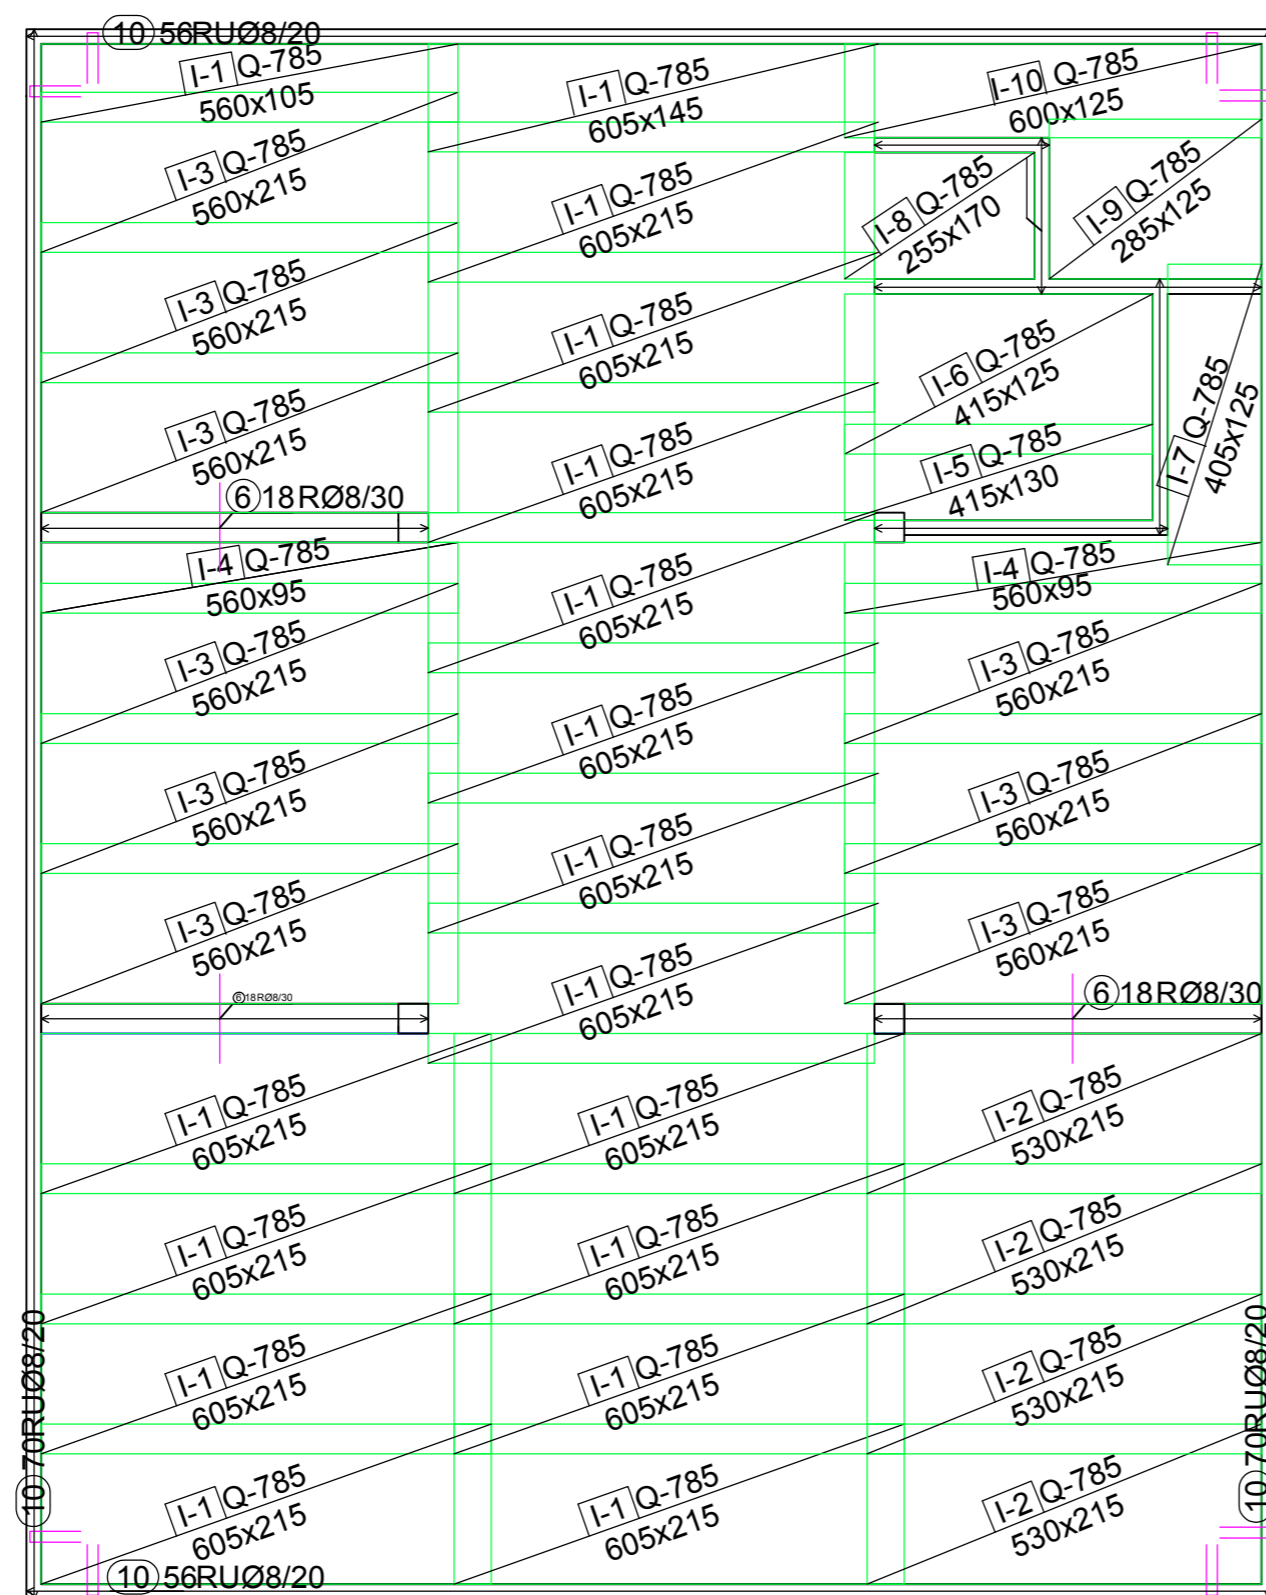 10 56RUØ8/20
I-1 Q-785
560x105
I-1 Q-785
605x145
I-10 Q-785
600x125
I-3 Q-785
560x215
I-1 Q-785
605x215
I-8 Q-785
255x170
I-9 Q-785
285x125
I-3 Q-785
560x215
I-1 Q-785
605x215
I-6 Q-785
415x125
I-7 Q-785
405x125
I-3 Q-785
560x215
I-1 Q-785
605x215
I-5 Q-785
415x130
6 18RØ8/30
I-4 Q-785
560x95
I-1 Q-785
605x215
I-4 Q-785
560x95
I-3 Q-785
560x215
I-1 Q-785
605x215
I-3 Q-785
560x215
I-3 Q-785
560x215
I-1 Q-785
605x215
I-3 Q-785
560x215
I-3 Q-785
560x215
I-1 Q-785
605x215
I-3 Q-785
560x215
6 18RØ8/30
6 18RØ8/30
I-1 Q-785
605x215
I-1 Q-785
605x215
I-2 Q-785
530x215
I-1 Q-785
605x215
I-1 Q-785
605x215
I-2 Q-785
530x215
I-1 Q-785
605x215
I-1 Q-785
605x215
I-2 Q-785
530x215
10 70RUØ8/20
10 70RUØ8/20
I-1 Q-785
605x215
I-1 Q-785
605x215
I-2 Q-785
530x215
10 56RUØ8/20